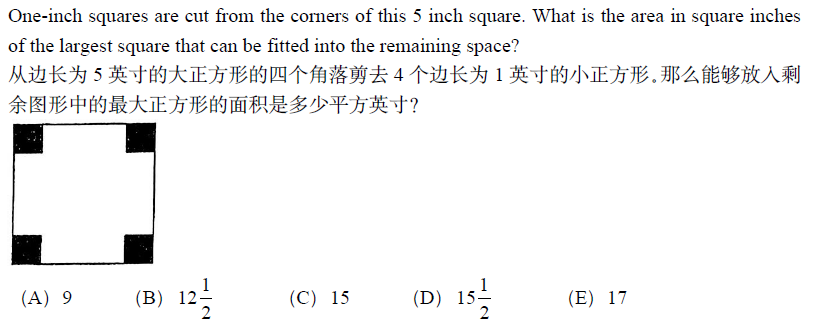 One-inch squares are cut from the corners of this 5 inch square. What is the area in square inches
of the largest square that can be fitted into the remaining space?
从边长为 5 英寸的大正方形的四个角落剪去 4 个边长为 1 英寸的小正方形。那么能够放入剩
余图形中的最大正方形的面积是多少平方英寸?
(A) 9 (B) 12 1/2 (C) 15 (D) 15 1/2 (E) 17